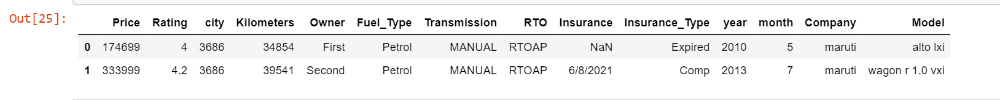 Out[25]:
Price Rating city Kilometers Owner Fuel_Type Transmission RTO Insurance Insurance_Type year month Company Model
0 174699 4 3686 34854 First Petrol MANUAL RTOAP NaN Expired 2010 5 maruti alto lxi
1 333999 4.2 3686 39541 Second Petrol MANUAL RTOAP 6/8/2021 Comp 2013 7 maruti wagon r 1.0 vxi